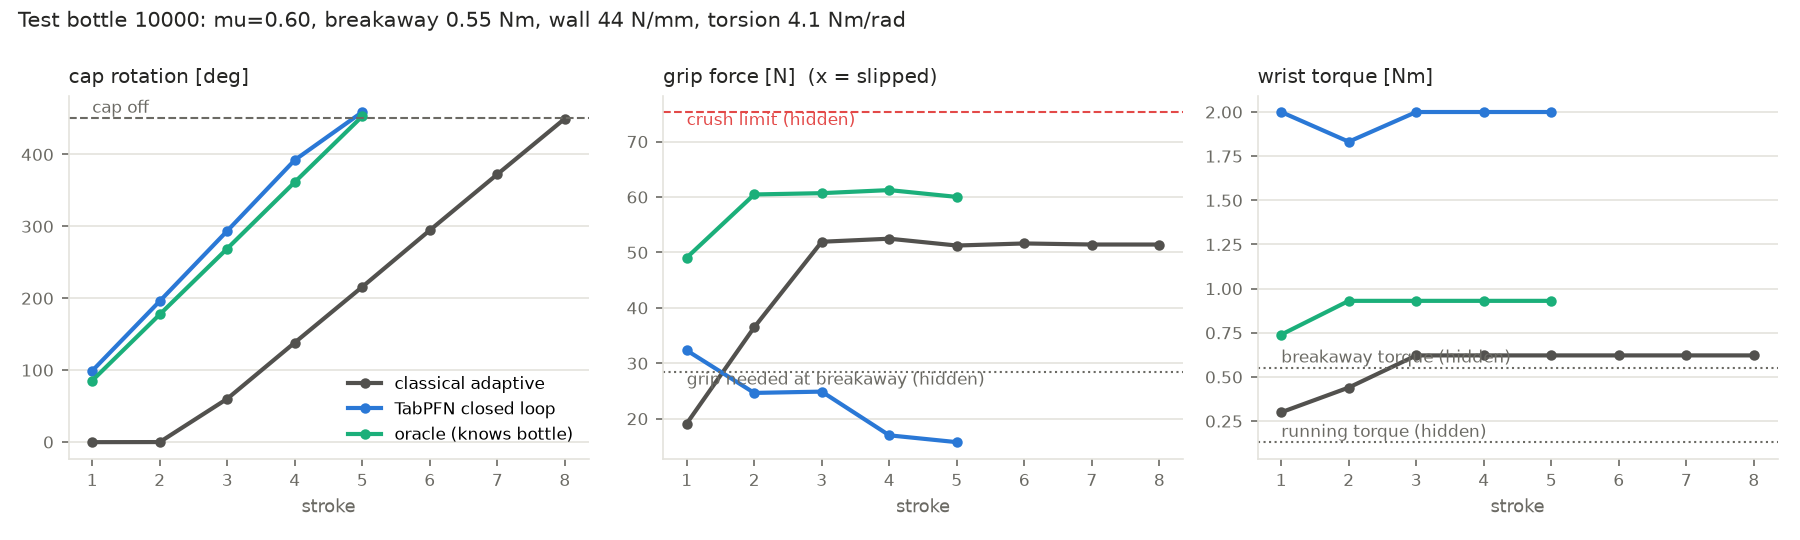 Test bottle 10000: mu=0.60, breakaway 0.55 Nm, wall 44 N/mm, torsion 4.1 Nm/rad
cap rotation [deg]
cap off
400
300
200
100
0
classical adaptive
TabPFN closed loop
oracle (knows bottle)
1 2 3 4 5 6 7 8
stroke
grip force [N]  (x = slipped)
crush limit (hidden)
70
60
50
40
30
20
grip needed at breakaway (hidden)
1 2 3 4 5 6 7 8
stroke
wrist torque [Nm]
2.00
1.75
1.50
1.25
1.00
0.75
0.50
0.25
breakaway torque (hidden)
running torque (hidden)
1 2 3 4 5 6 7 8
stroke